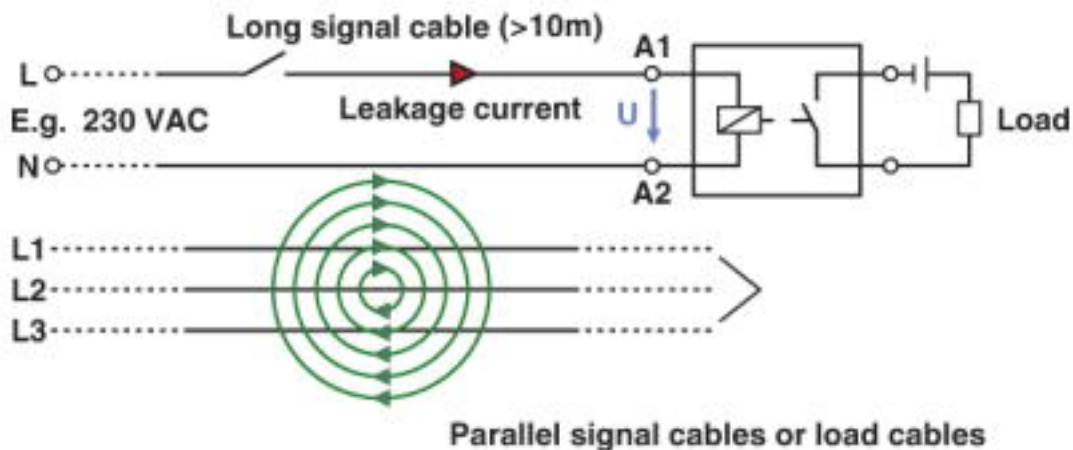 Long signal cable (>10m)
A1
L
Leakage current
E.g. 230 VAC
U
Load
N
A2
L1
L2
L3
Parallel signal cables or load cables